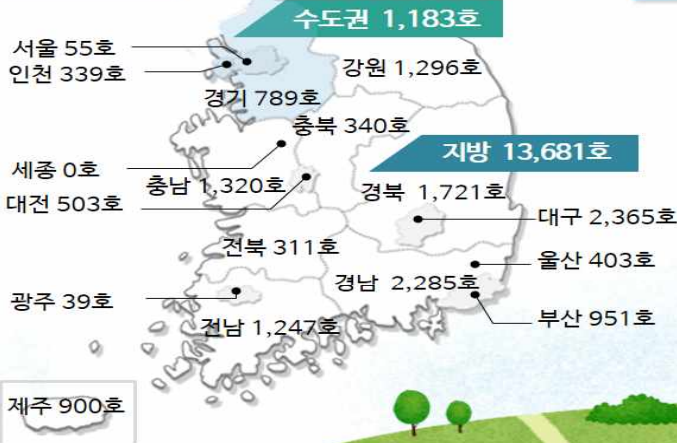 수도권 1,183호
서울 55호
인천 339호
강원 1,296호
경기 789호
충북 340호
지방 13,681호
세종 0호
충남 1,320호
대전 503호
경북 1,721호
대구 2,365호
전북 311호
울산 403호
경남 2,285호
광주 39호
전남 1,247호
부산 951호
제주 900호